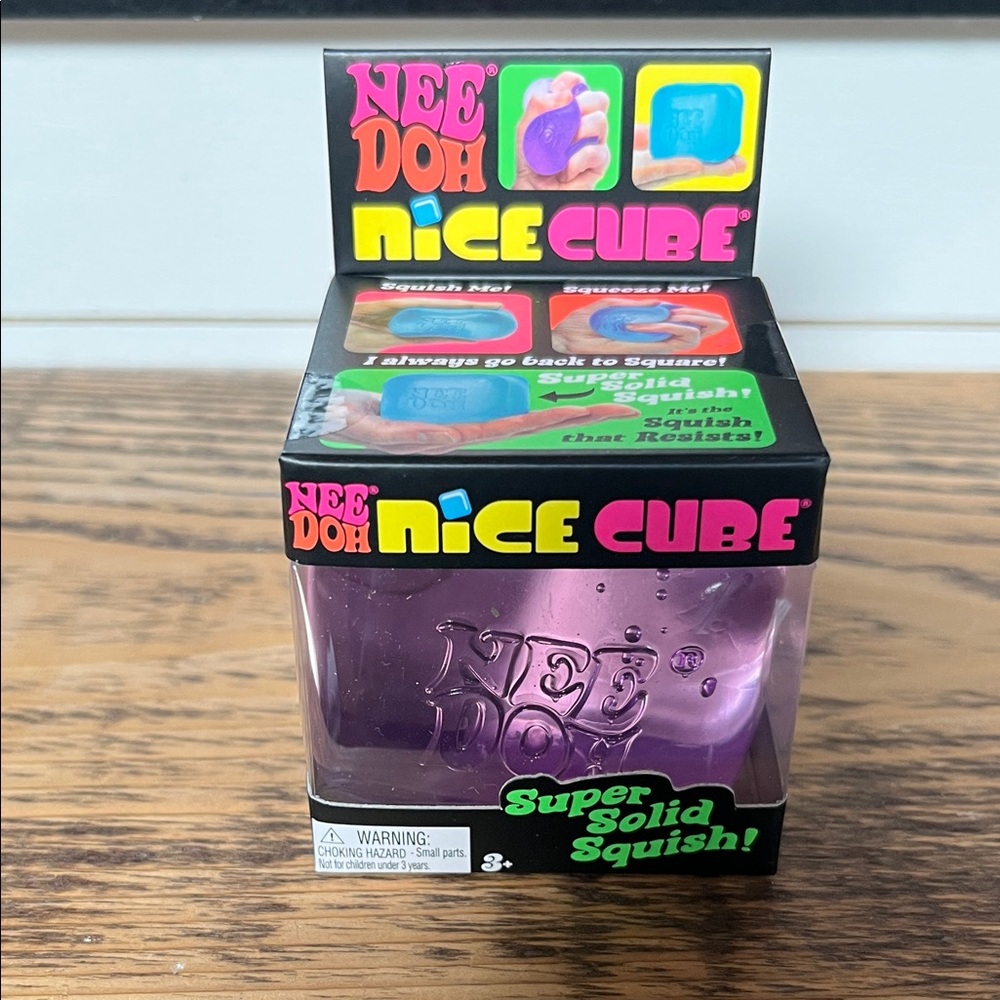 NEE®
DOH
NiCE CUBE®
Squish Me! Squeeze Me!
I always go back to Square!
NEE
DOH
Super
Solid
Squish!
It's the
Squish
that Resists!
NEE®
DOH
NiCE CUBE®
NEE®
DOH
Super
Solid
Squish!
WARNING:
CHOKING HAZARD - Small parts.
Not for children under 3 years.
3+